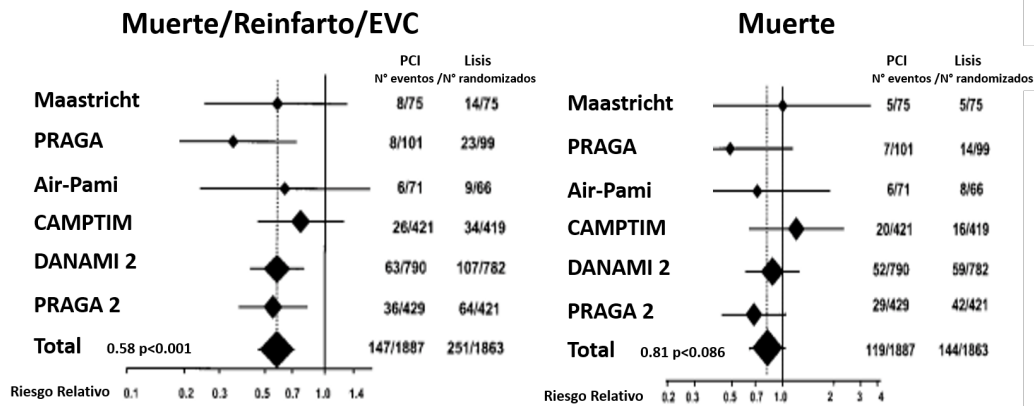 Muerte/Reinfarto/EVC
PCI Lisis
N° eventos /N° randomizados
Maastricht 8/75 14/75
PRAGA 8/101 23/99
Air-Pami 6/71 9/66
CAMPTIM 26/421 34/419
DANAMI 2 63/790 107/782
PRAGA 2 36/429 64/421
Total 0.58 p<0.001 147/1887 251/1863
Riesgo Relativo 0.1 0.2 0.3 0.5 0.7 1.0 1.4
Muerte
PCI Lisis
N° eventos /N° randomizados
Maastricht 5/75 5/75
PRAGA 7/101 14/99
Air-Pami 6/71 8/66
CAMPTIM 20/421 16/419
DANAMI 2 52/790 59/782
PRAGA 2 29/429 42/421
Total 0.81 p<0.086 119/1887 144/1863
Riesgo Relativo 0.2 0.3 0.5 0.7 1.0 2 3 4